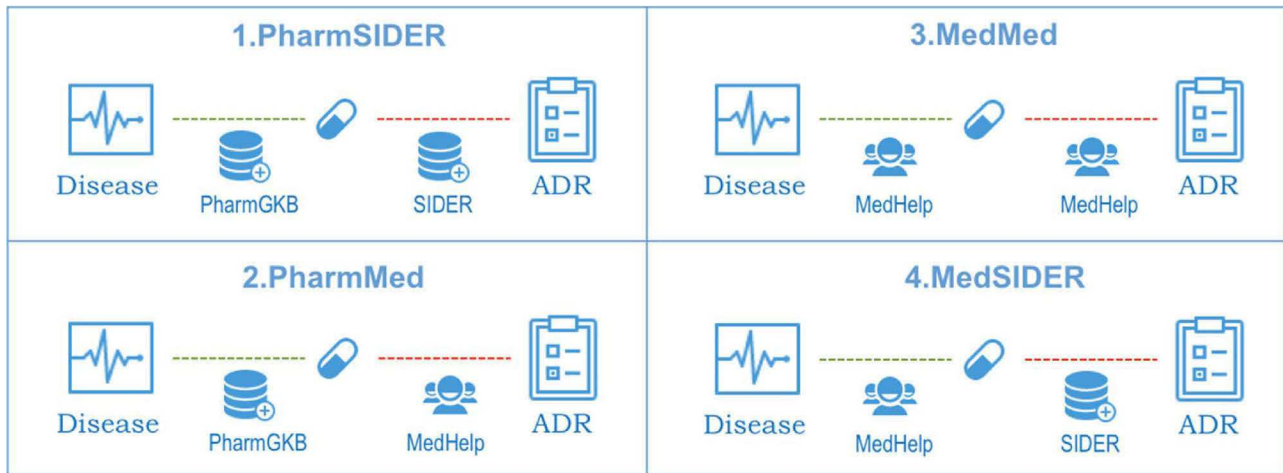 1.PharmSIDER
Disease
PharmGKB
SIDER
ADR
3.MedMed
Disease
MedHelp
MedHelp
ADR
2.PharmMed
Disease
PharmGKB
MedHelp
ADR
4.MedSIDER
Disease
MedHelp
SIDER
ADR